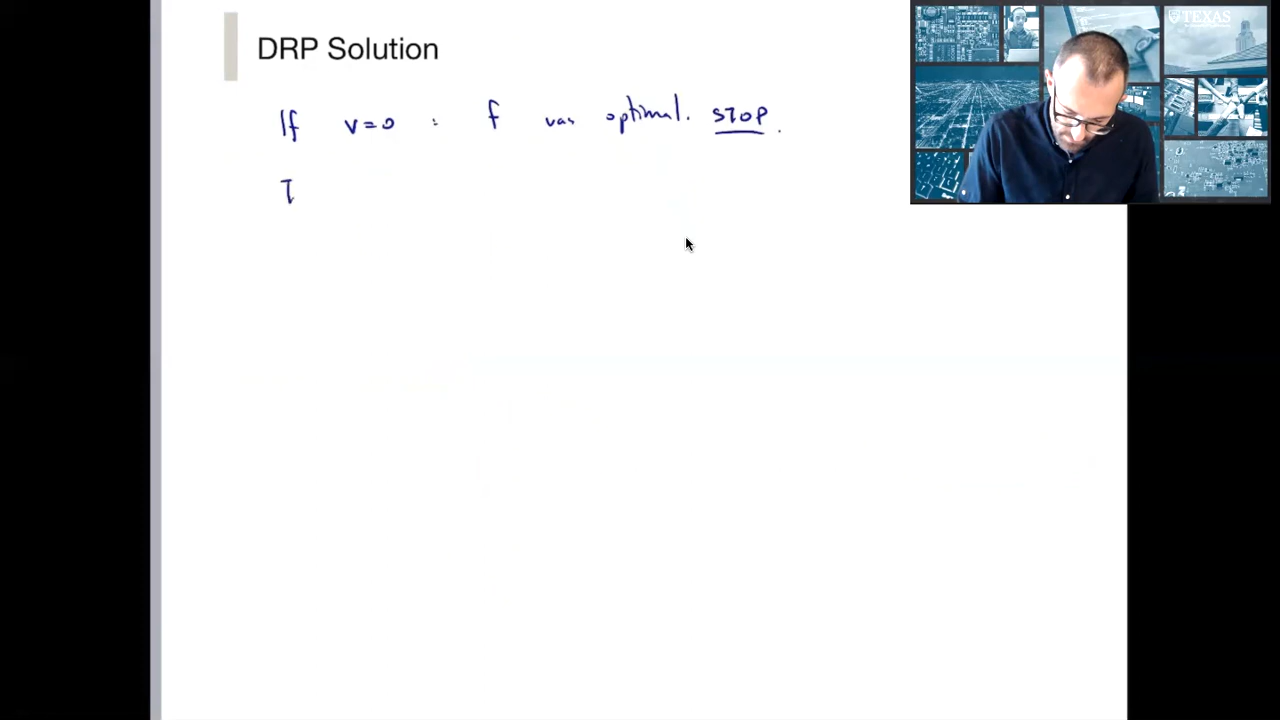 DRP Solution
If v=0 : f was optimal. STOP.
I
TEXAS